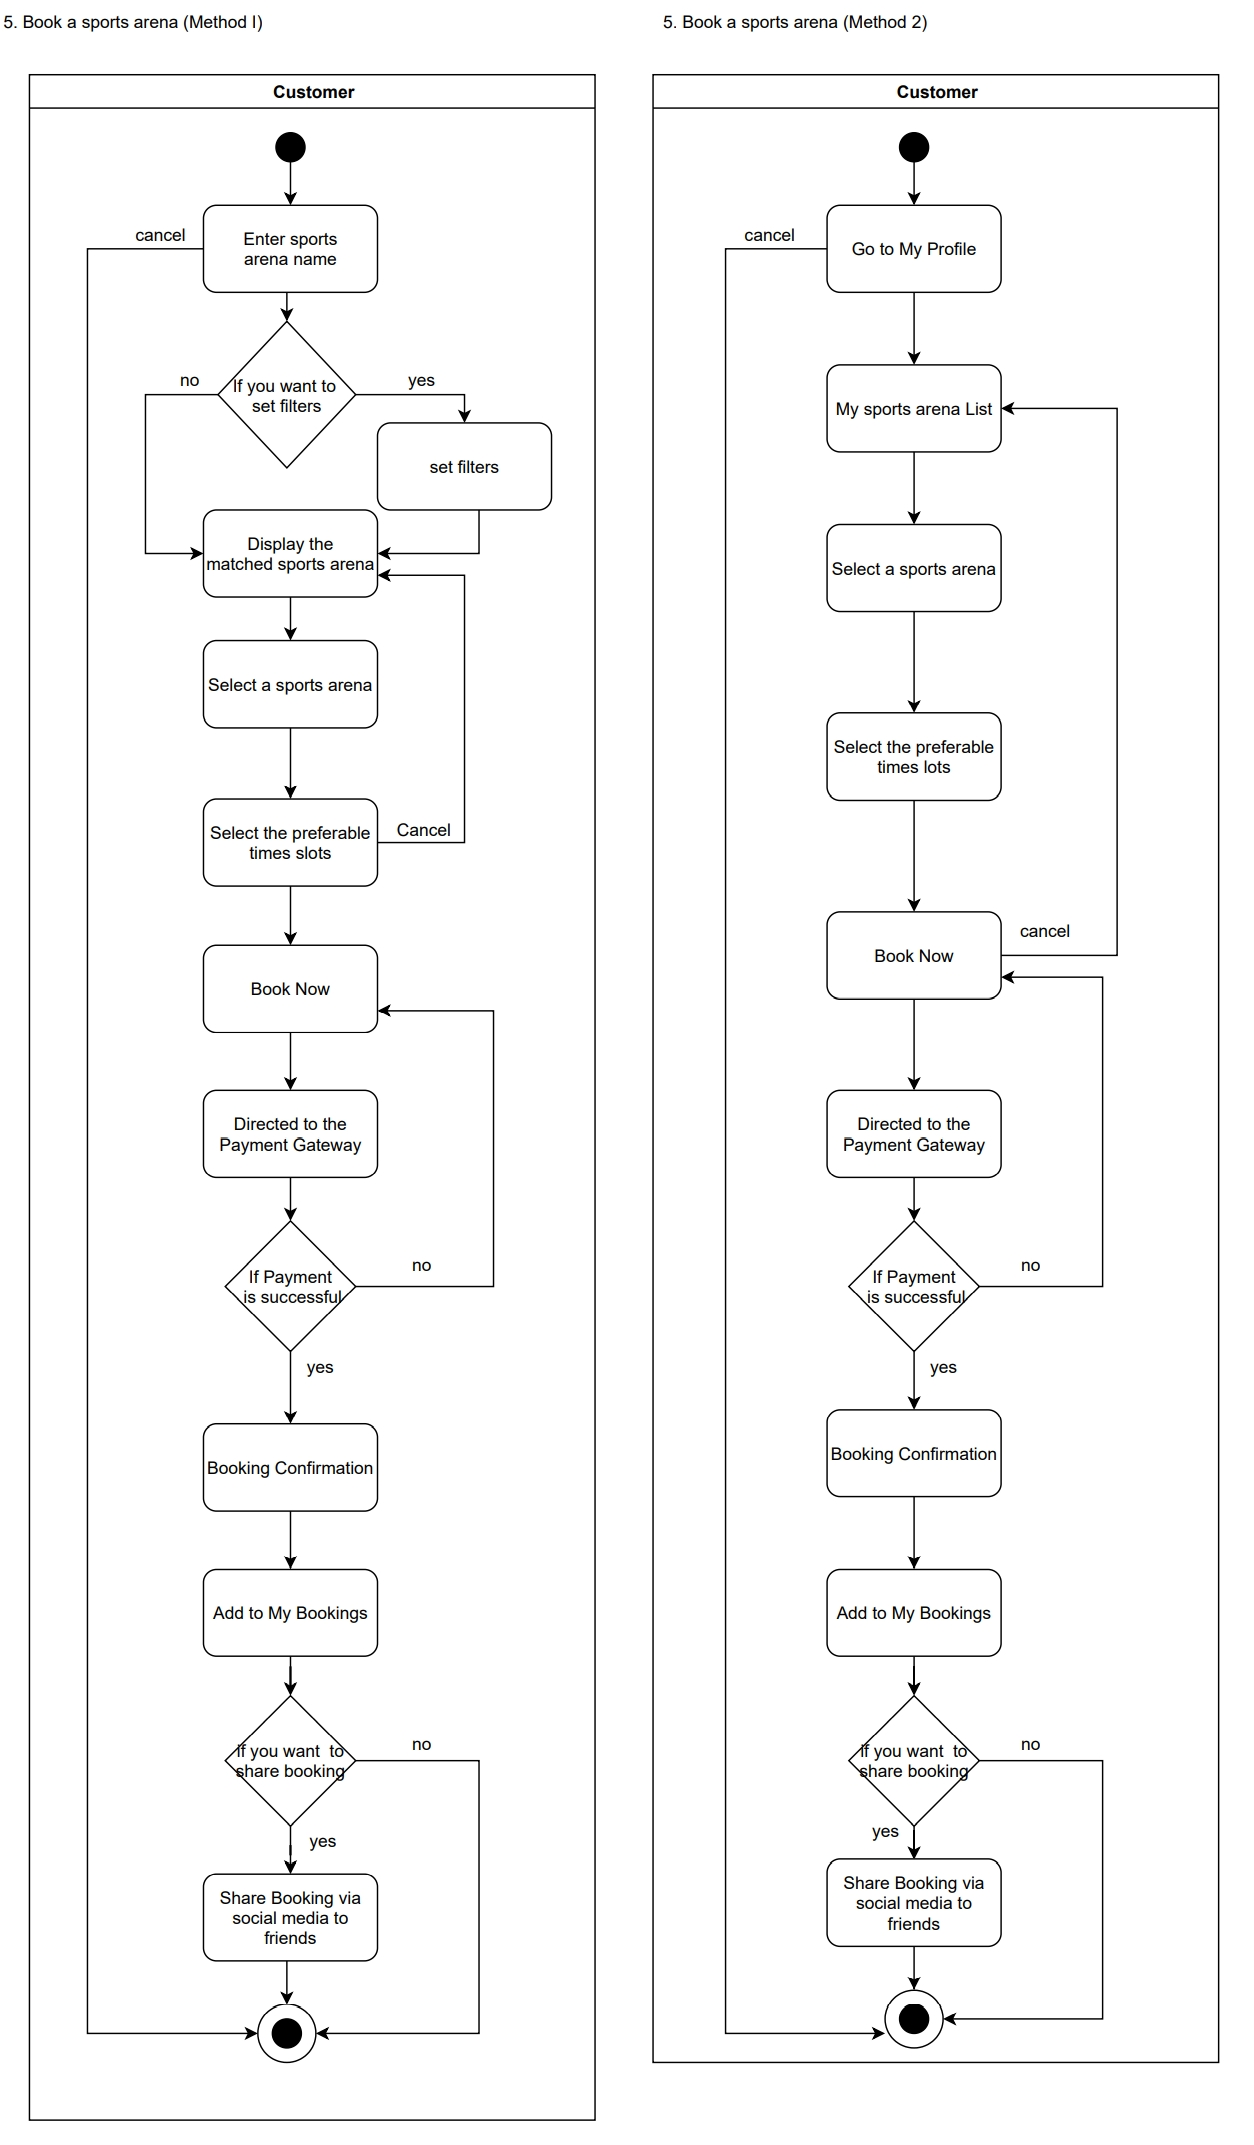 5. Book a sports arena (Method I)
Customer
cancel
Enter sports
arena name
no
If you want to
set filters
yes
set filters
Display the
matched sports arena
Select a sports arena
Select the preferable
times slots
Cancel
Book Now
Directed to the
Payment Gateway
If Payment
is successful
no
yes
Booking Confirmation
Add to My Bookings
if you want  to
share booking
no
yes
Share Booking via
social media to
friends
5. Book a sports arena (Method 2)
Customer
cancel
Go to My Profile
My sports arena List
Select a sports arena
Select the preferable
times lots
Book Now
cancel
Directed to the
Payment Gateway
If Payment
is successful
no
yes
Booking Confirmation
Add to My Bookings
if you want  to
share booking
no
yes
Share Booking via
social media to
friends